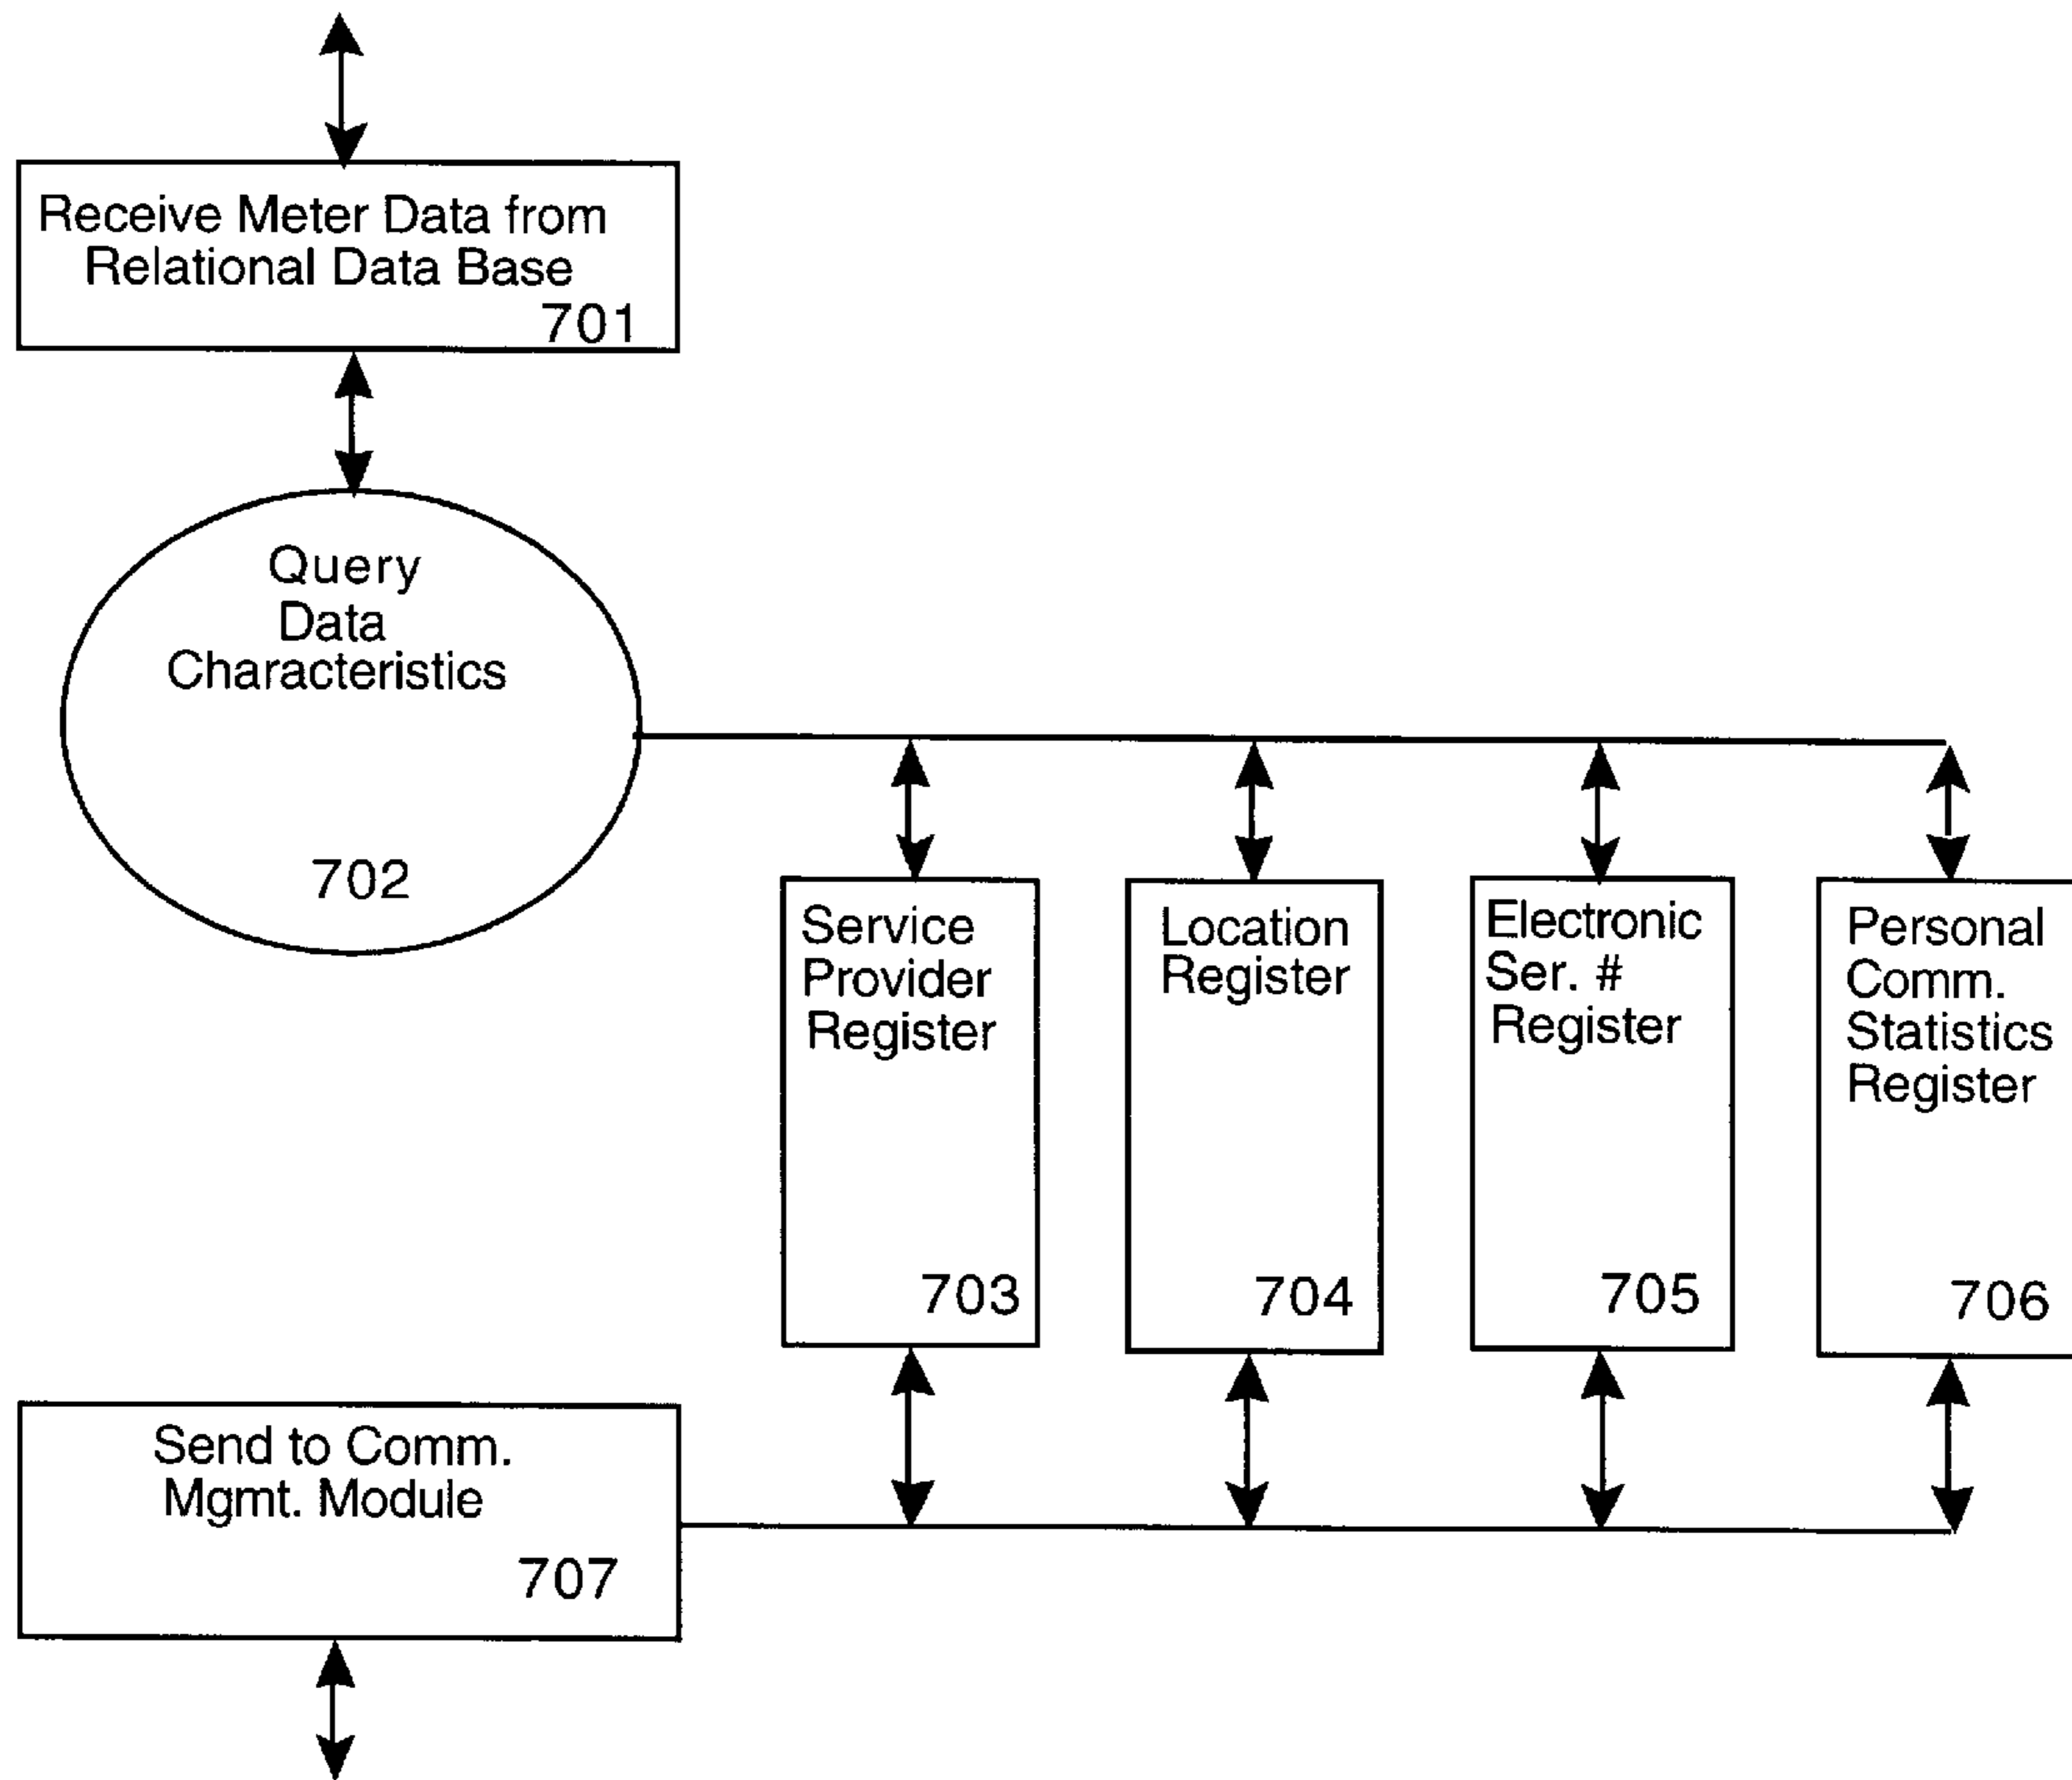 Receive Meter Data from
Relational Data Base
701
Query
Data
Characteristics
702
Service
Provider
Register
703
Location
Register
704
Electronic
Ser. #
Register
705
Personal
Comm.
Statistics
Register
706
Send to Comm.
Mgmt. Module
707